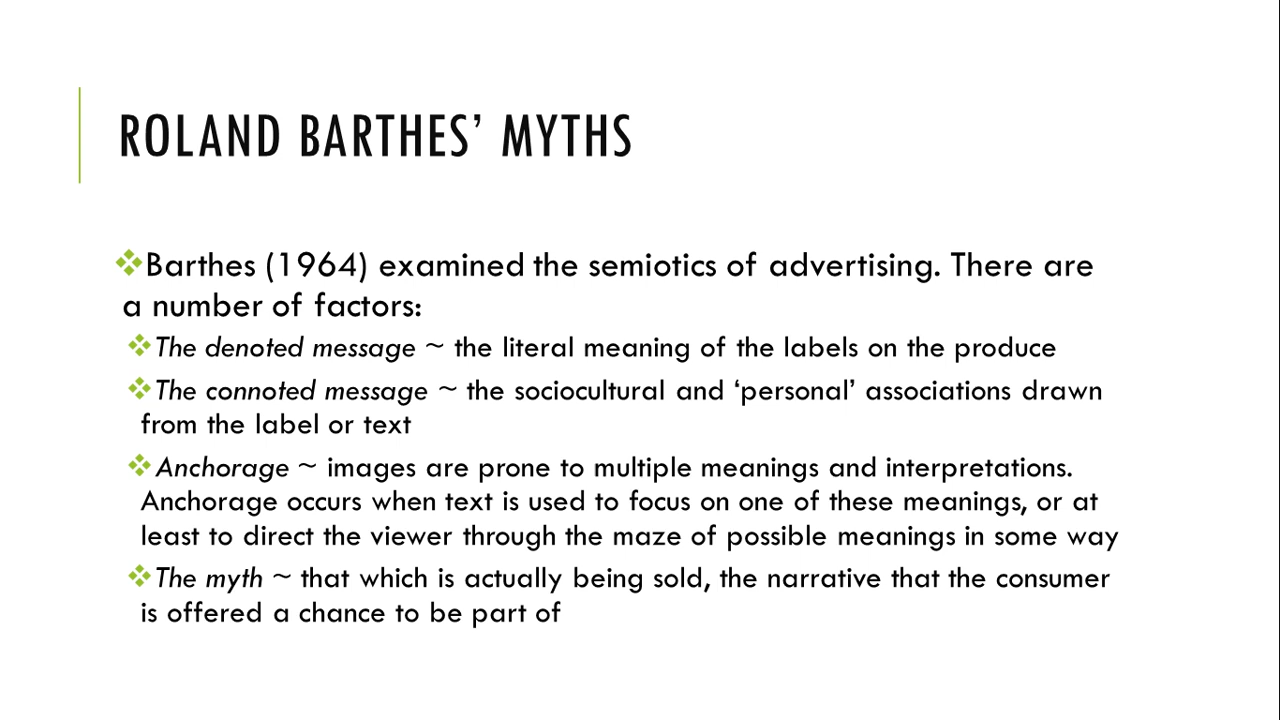 ROLAND BARTHES’ MYTHS
❖Barthes (1964) examined the semiotics of advertising. There are
a number of factors:
❖The denoted message ~ the literal meaning of the labels on the produce
❖The connoted message ~ the sociocultural and ‘personal’ associations drawn
from the label or text
❖Anchorage ~ images are prone to multiple meanings and interpretations.
Anchorage occurs when text is used to focus on one of these meanings, or at
least to direct the viewer through the maze of possible meanings in some way
❖The myth ~ that which is actually being sold, the narrative that the consumer
is offered a chance to be part of